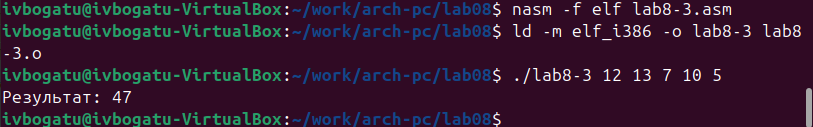 ivbogatu@ivbogatu-VirtualBox:~/work/arch-pc/lab08$ nasm -f elf lab8-3.asm
ivbogatu@ivbogatu-VirtualBox:~/work/arch-pc/lab08$ ld -m elf_i386 -o lab8-3 lab8
-3.o
ivbogatu@ivbogatu-VirtualBox:~/work/arch-pc/lab08$ ./lab8-3 12 13 7 10 5
Результат: 47
ivbogatu@ivbogatu-VirtualBox:~/work/arch-pc/lab08$